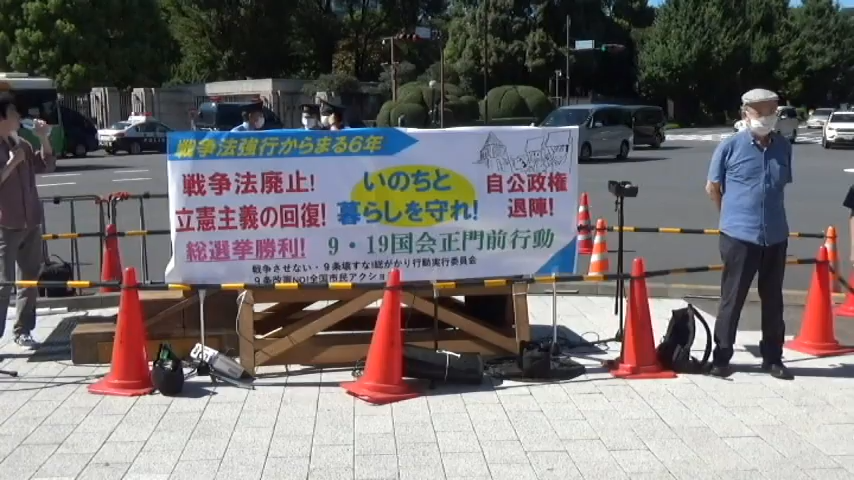 戦争法強行からまる6年
戦争法廃止!
立憲主義の回復!
総選挙勝利!
いのちと
暮らしを守れ!
自公政権
退陣!
9・19国会正門前行動
戦争させない・9条壊すな!総がかり行動実行委員会
9条改憲NO!全国市民アクショ
POLICE